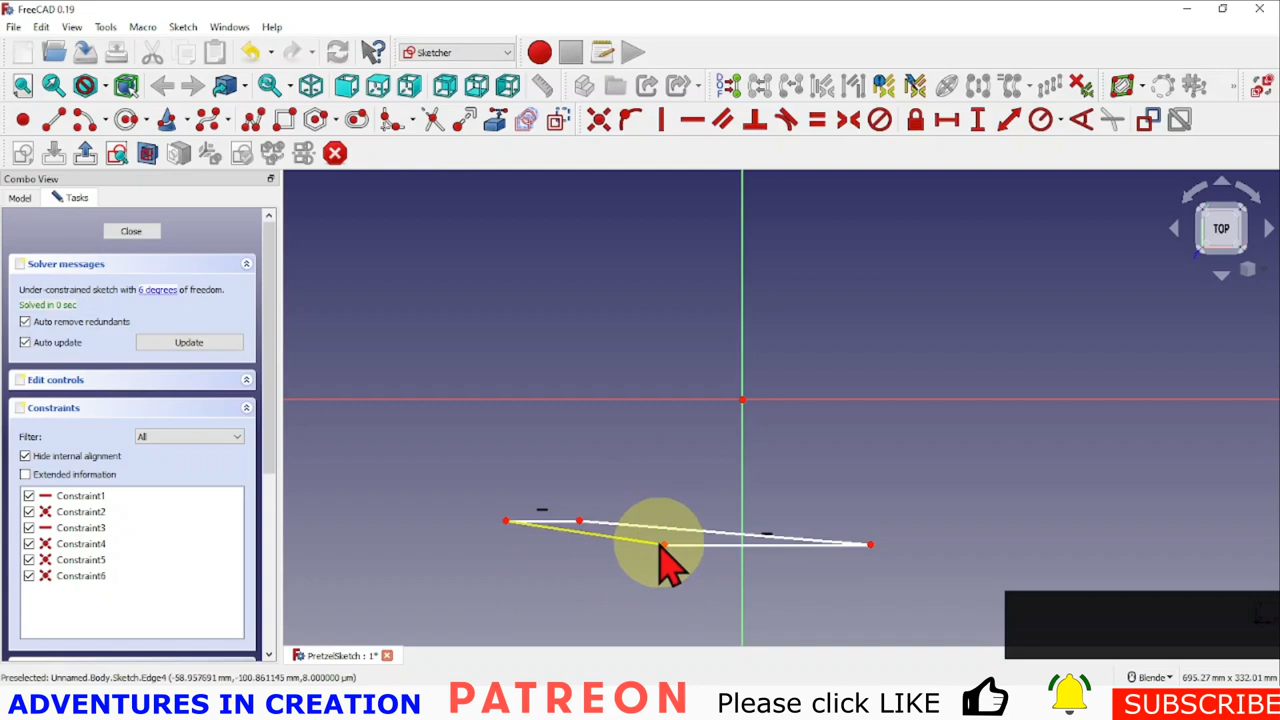 FreeCAD 0.19
File Edit View Tools Macro Sketch Windows Help
Sketcher
Combo View
Model Tasks
TOP
Close
Solver messages
Under-constrained sketch with 6 degrees of freedom.
Solved in 0 sec
Auto remove redundants
Auto update Update
Edit controls
Constraints
Filter: All
Hide internal alignment
Extended information
Constraint1
Constraint2
Constraint3
Constraint4
Constraint5
Constraint6
PretzelSketch : 1*
Preselected: Unnamed.Body.Sketch.Edge4 (-58.957691 mm,-100.861145 mm,8.000000 µm) Blende 695.27 mm x 332.01 mm
ADVENTURES IN CREATION PATREON Please click LIKE SUBSCRIBE